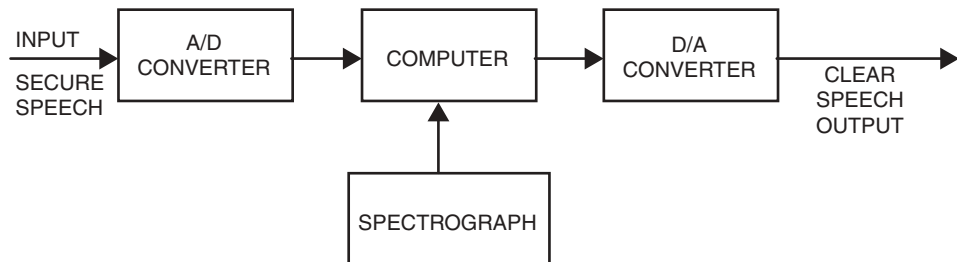 INPUT
SECURE
SPEECH
A/D
CONVERTER
COMPUTER
D/A
CONVERTER
CLEAR
SPEECH
OUTPUT
SPECTROGRAPH